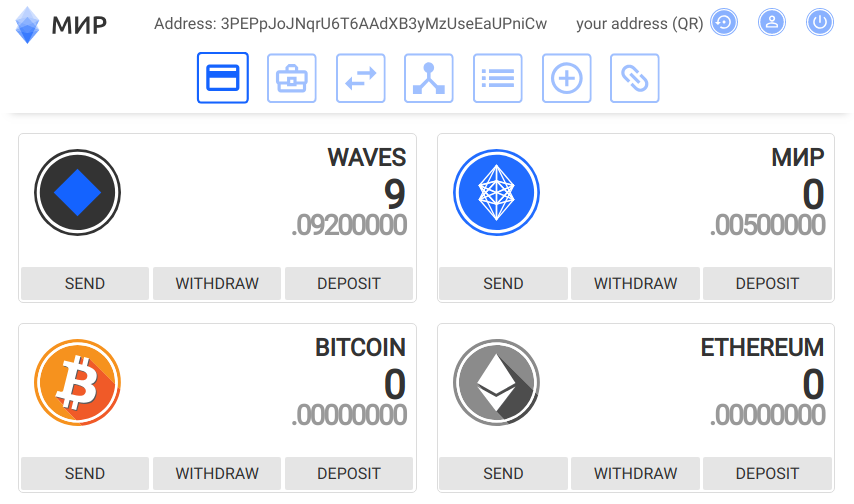 МИР
Address: 3PEPpJoJNqrU6T6AAdXB3yMzUseEaUPniCw your address (QR)
WAVES
9
.09200000
SEND WITHDRAW DEPOSIT
МИР
0
.00500000
SEND WITHDRAW DEPOSIT
BITCOIN
0
.00000000
SEND WITHDRAW DEPOSIT
ETHEREUM
0
.00000000
SEND WITHDRAW DEPOSIT